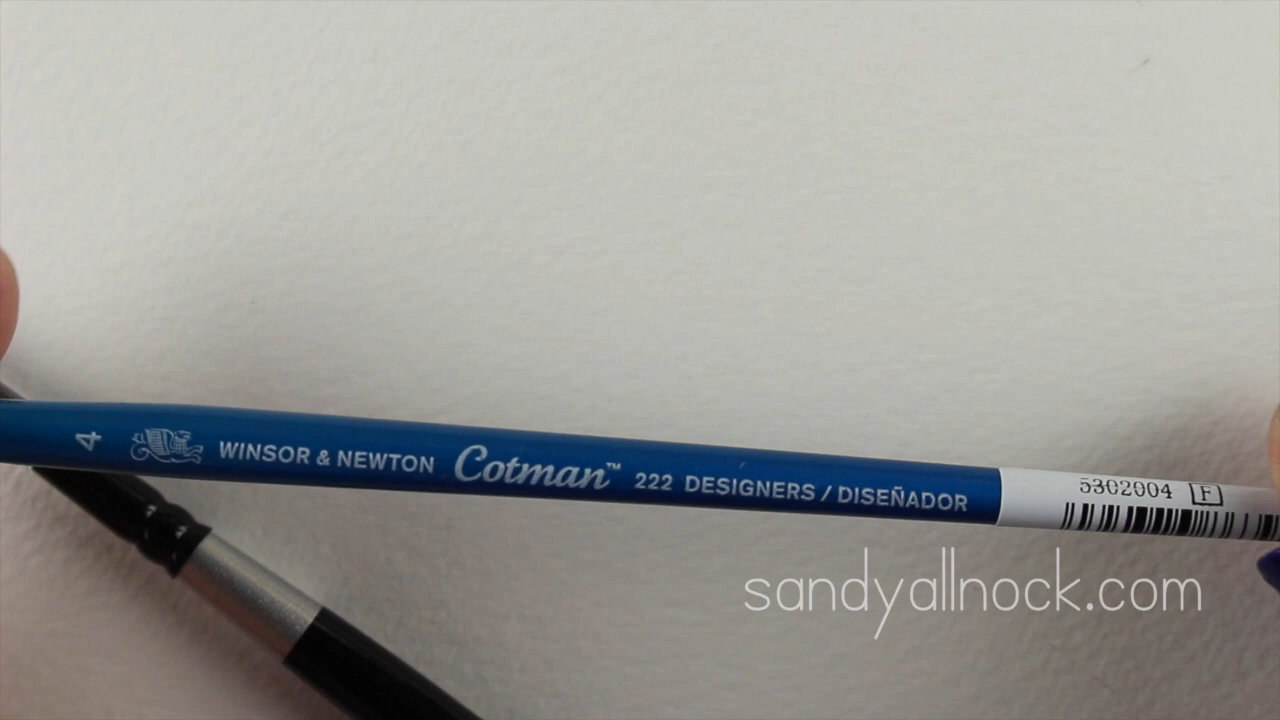 4 WINSOR & NEWTON Cotman™ 222 DESIGNERS / DISEÑADOR
5302004 F
sandyallnock.com